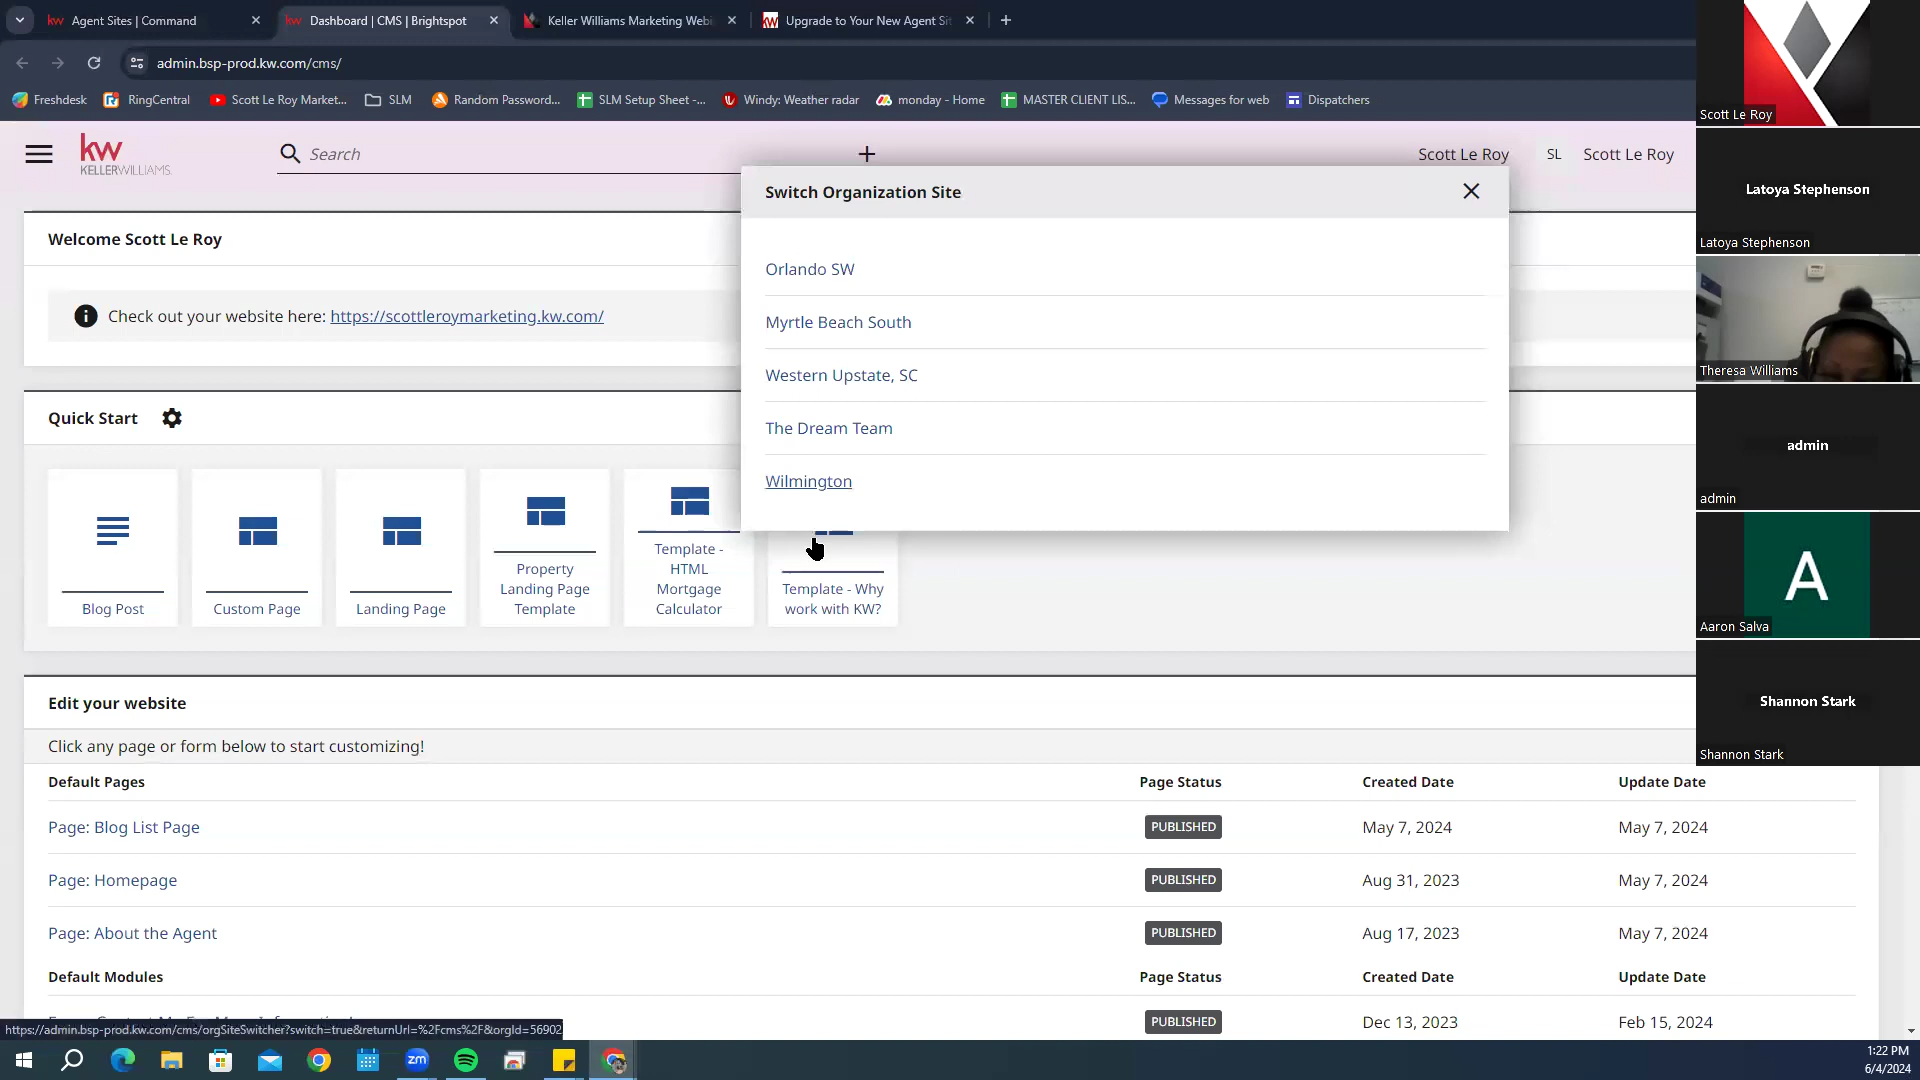 Agent Sites | Command
Dashboard | CMS | Brightspot
Keller Williams Marketing Webi
Upgrade to Your New Agent Sit
admin.bsp-prod.kw.com/cms/
Freshdesk
RingCentral
Scott Le Roy Market...
SLM
Random Password...
SLM Setup Sheet -...
Windy: Weather radar
monday - Home
MASTER CLIENT LIS...
Messages for web
Dispatchers
kw
KELLERWILLIAMS.
Search
Scott Le Roy
SL
Scott Le Roy
Switch Organization Site
Orlando SW
Myrtle Beach South
Western Upstate, SC
The Dream Team
Wilmington
Welcome Scott Le Roy
Check out your website here: https://scottleroymarketing.kw.com/
Quick Start
Blog Post
Custom Page
Landing Page
Property
Landing Page
Template
Template -
HTML
Mortgage
Calculator
Template - Why
work with KW?
Edit your website
Click any page or form below to start customizing!
Default Pages Page Status Created Date Update Date
Page: Blog List Page PUBLISHED May 7, 2024 May 7, 2024
Page: Homepage PUBLISHED Aug 31, 2023 May 7, 2024
Page: About the Agent PUBLISHED Aug 17, 2023 May 7, 2024
Default Modules Page Status Created Date Update Date
PUBLISHED Dec 13, 2023 Feb 15, 2024
https://admin.bsp-prod.kw.com/cms/orgSiteSwitcher?switch=true&returnUrl=%2Fcms%2F&orgId=56902
Scott Le Roy
Latoya Stephenson
Latoya Stephenson
Theresa Williams
admin
admin
A
Aaron Salva
Shannon Stark
Shannon Stark
zm
1:22 PM
6/4/2024